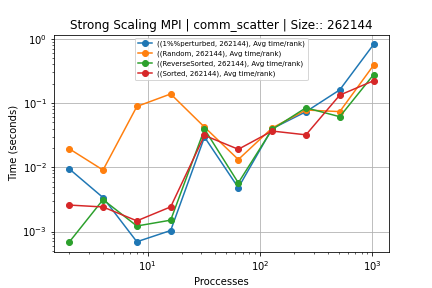 Strong Scaling MPI | comm_scatter | Size:: 262144
((1%%perturbed, 262144), Avg time/rank)
((Random, 262144), Avg time/rank)
((ReverseSorted, 262144), Avg time/rank)
((Sorted, 262144), Avg time/rank)
Time (seconds)
10⁰
10⁻¹
10⁻²
10⁻³
10¹ 10² 10³
Proccesses